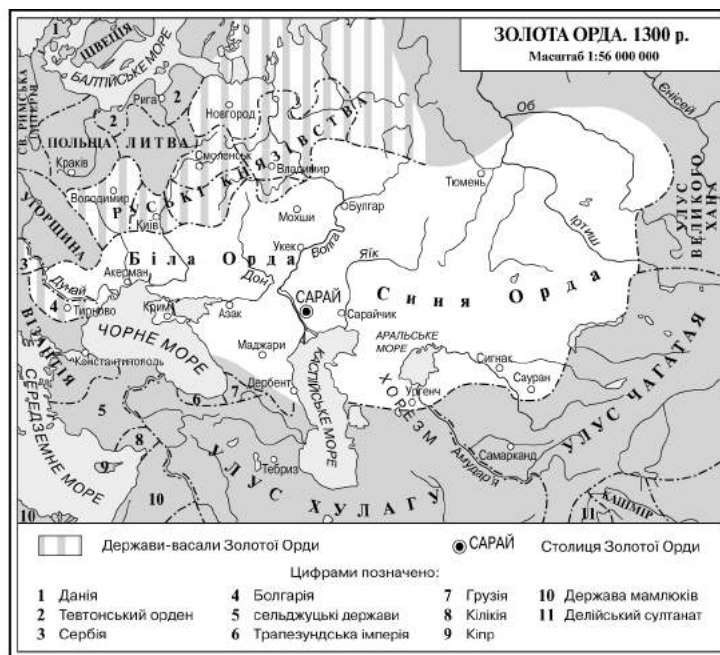 ЗОЛОТА ОРДА. 1300 р.
Масштаб 1:56 000 000
1
ШВЕЦІЯ
БАЛТІЙСЬКЕ МОРЕ
СВ. РИМСЬКА
ІМПЕРІЯ
Рига
2
2
Новгород
ПОЛЬЩА
ЛИТВА
Краків
Смоленськ
РУСЬКІ КНЯЗІВСТВА
Владимир
Володимир
Київ
УГОРЩИНА
Мохши
Булгар
Тюмень
Об
Єнісей
Іртиш
УЛУС
ВЕЛИКОГО
ХАНА
Укек
Волга
Яїк
Біла Орда
Дон
Синя Орда
3
Дунай
Акерман
4
Тирново
Крим
Азак
САРАЙ
Сарайчик
АРАЛЬСЬКЕ
МОРЕ
Сигнак
Сауран
ВІЗАНТІЯ
ЧОРНЕ МОРЕ
Маджари
Константинополь
Дербент
КАСПІЙСЬКЕ МОРЕ
Ургенч
ХОРЕЗМ
Амудар'я
Самарканд
УЛУС ЧАГАТАЯ
СЕРЕДЗЕМНЕ МОРЕ
5
6
7
8
9
Тебриз
УЛУС ХУЛАГУ
10
10
11
КАШМІР
Держави-васали Золотої Орди
САРАЙ
Столиця Золотої Орди
Цифрами позначено:
1 Данія
2 Тевтонський орден
3 Сербія
4 Болгарія
5 сельджуцькі держави
6 Трапезундська імперія
7 Грузія
8 Кілікія
9 Кіпр
10 Держава мамлюків
11 Делійський султанат